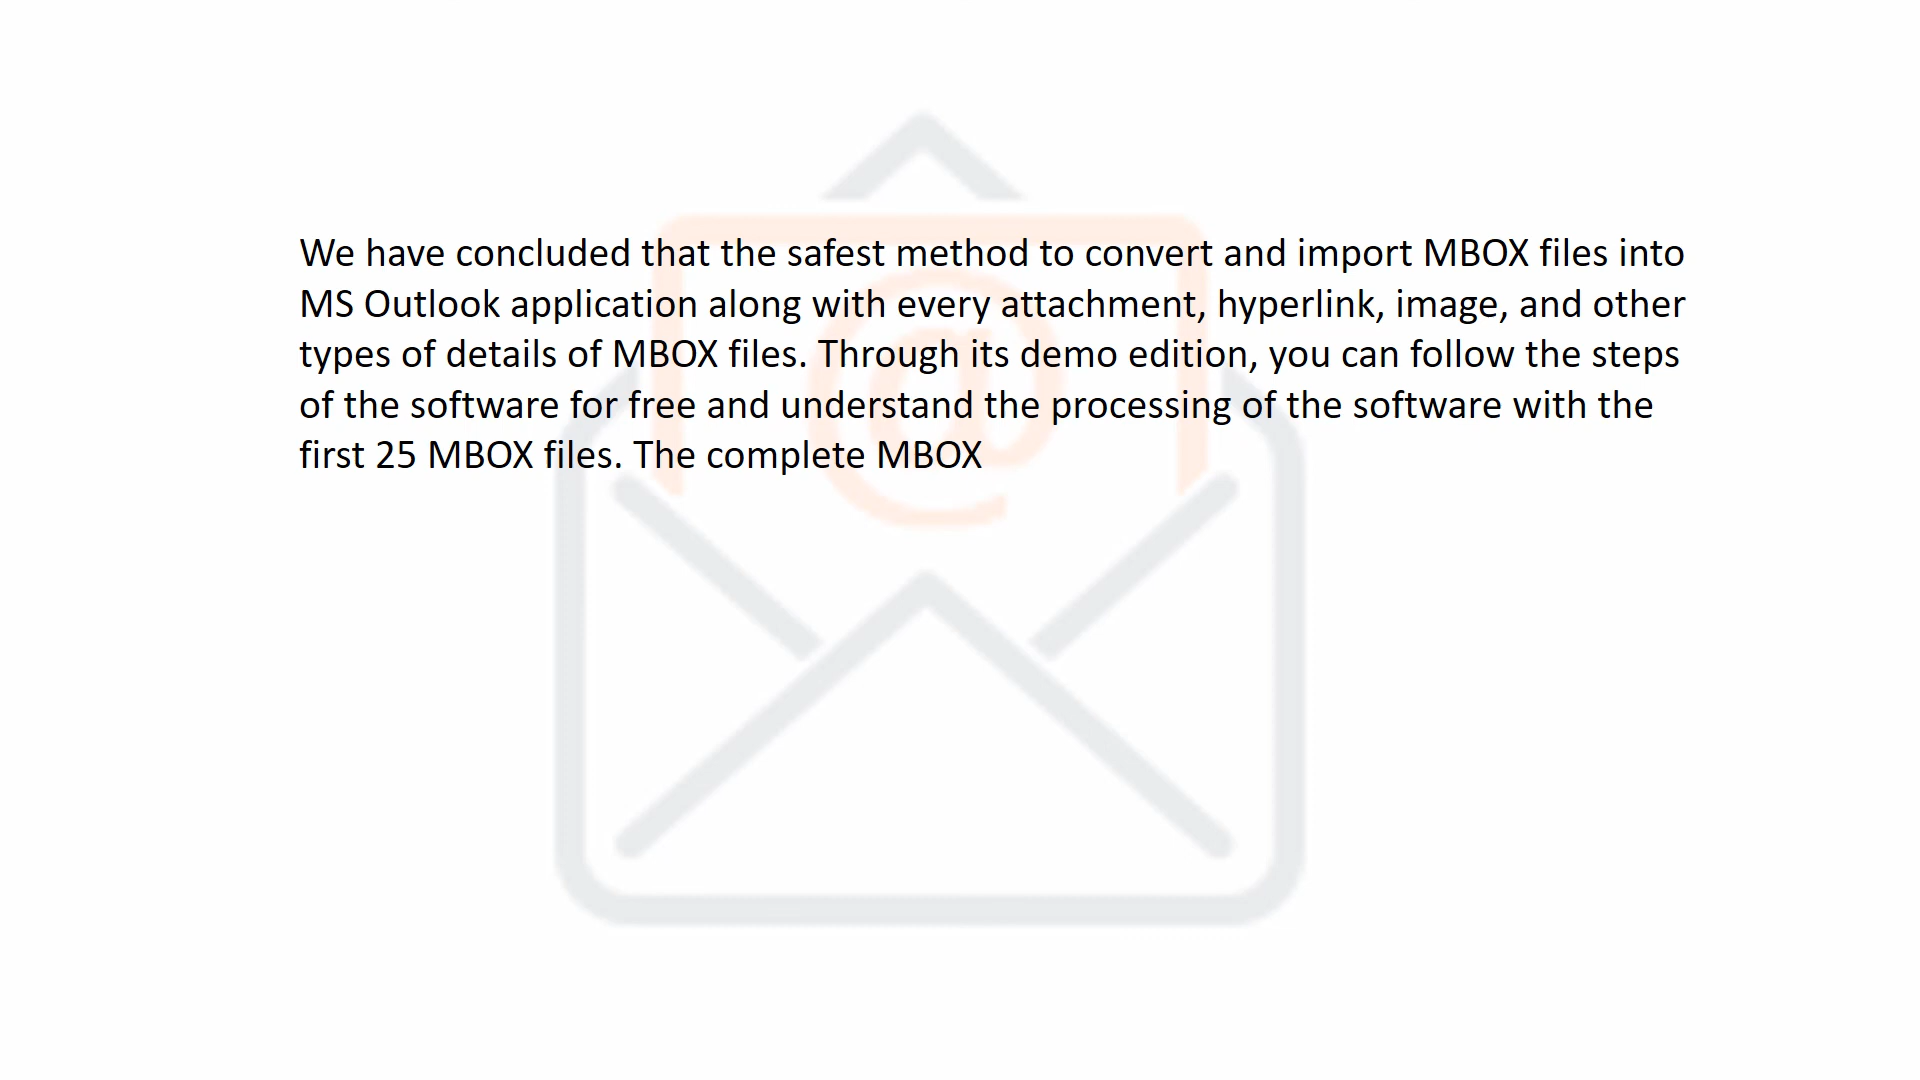 We have concluded that the safest method to convert and import MBOX files into
MS Outlook application along with every attachment, hyperlink, image, and other
types of details of MBOX files. Through its demo edition, you can follow the steps
of the software for free and understand the processing of the software with the
first 25 MBOX files. The complete MBOX